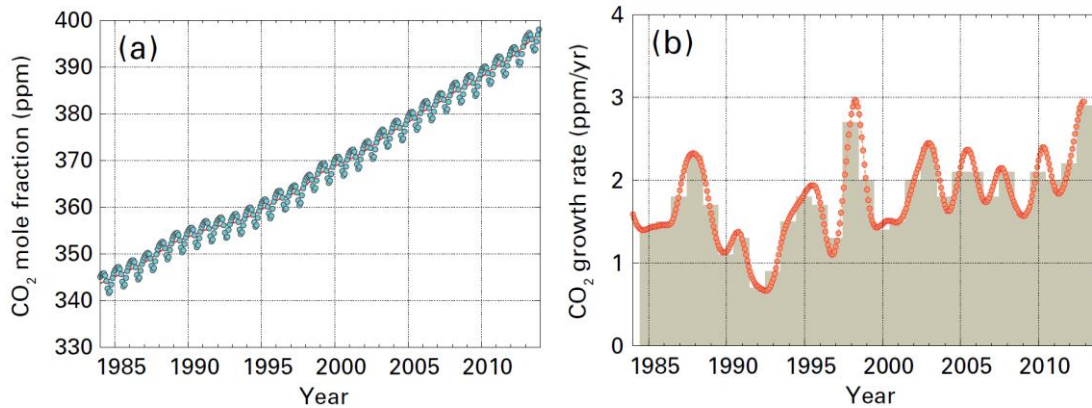 (a)
CO2 mole fraction (ppm)
400
390
380
370
360
350
340
330
1985 1990 1995 2000 2005 2010
Year
(b)
CO2 growth rate (ppm/yr)
4
3
2
1
0
1985 1990 1995 2000 2005 2010
Year